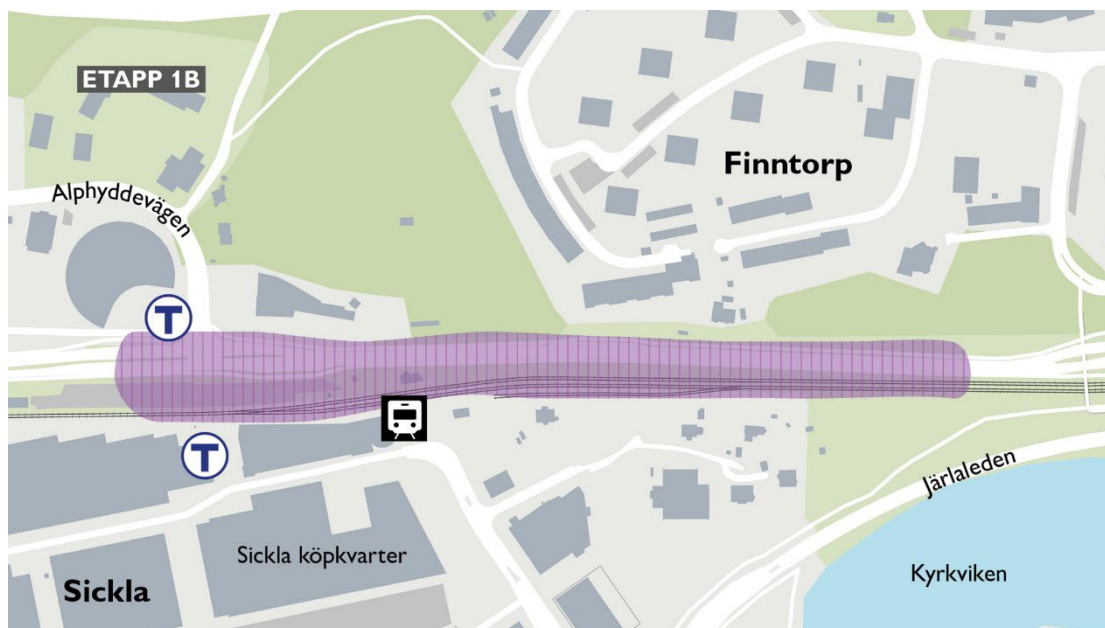 ETAPP 1B
Finntorp
Alphyddevägen
T
T
Järlaleden
Sickla köpkvarter
Kyrkviken
Sickla